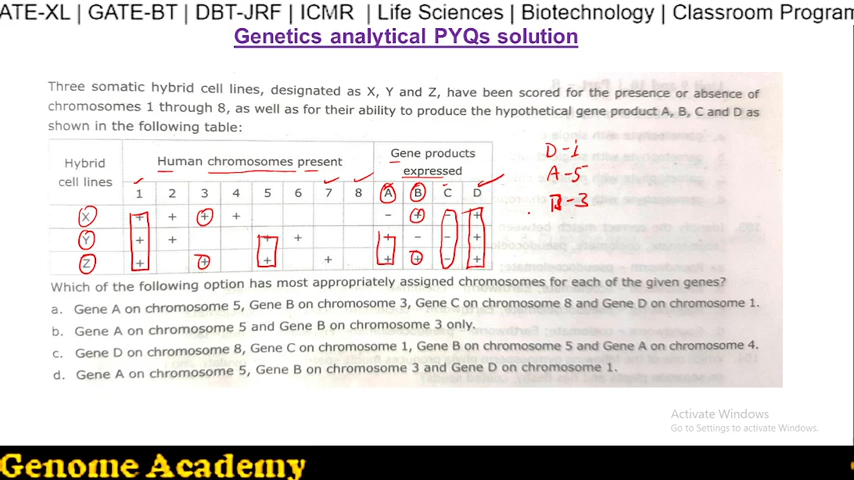 ATE-XL | GATE-BT | DBT-JRF | ICMR | Life Sciences | Biotechnology | Classroom Program
Genetics analytical PYQs solution
Three somatic hybrid cell lines, designated as X, Y and Z, have been scored for the presence or absence of
chromosomes 1 through 8, as well as for their ability to produce the hypothetical gene product A, B, C and D as
shown in the following table:
Hybrid cell lines Human chromosomes present Gene products expressed
1 2 3 4 5 6 7 8 A B C D
X + + + + - + - +
Y + + + + + - - +
Z + + + + + + - +
D-1
A-5
B-3
Which of the following option has most appropriately assigned chromosomes for each of the given genes?
a. Gene A on chromosome 5, Gene B on chromosome 3, Gene C on chromosome 8 and Gene D on chromosome 1.
b. Gene A on chromosome 5 and Gene B on chromosome 3 only.
c. Gene D on chromosome 8, Gene C on chromosome 1, Gene B on chromosome 5 and Gene A on chromosome 4.
d. Gene A on chromosome 5, Gene B on chromosome 3 and Gene D on chromosome 1.
Activate Windows
Go to Settings to activate Windows.
Genome Academy